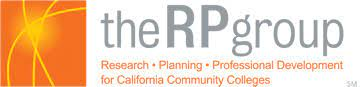 theRPgroup
Research • Planning • Professional Development
for California Community Colleges
SM